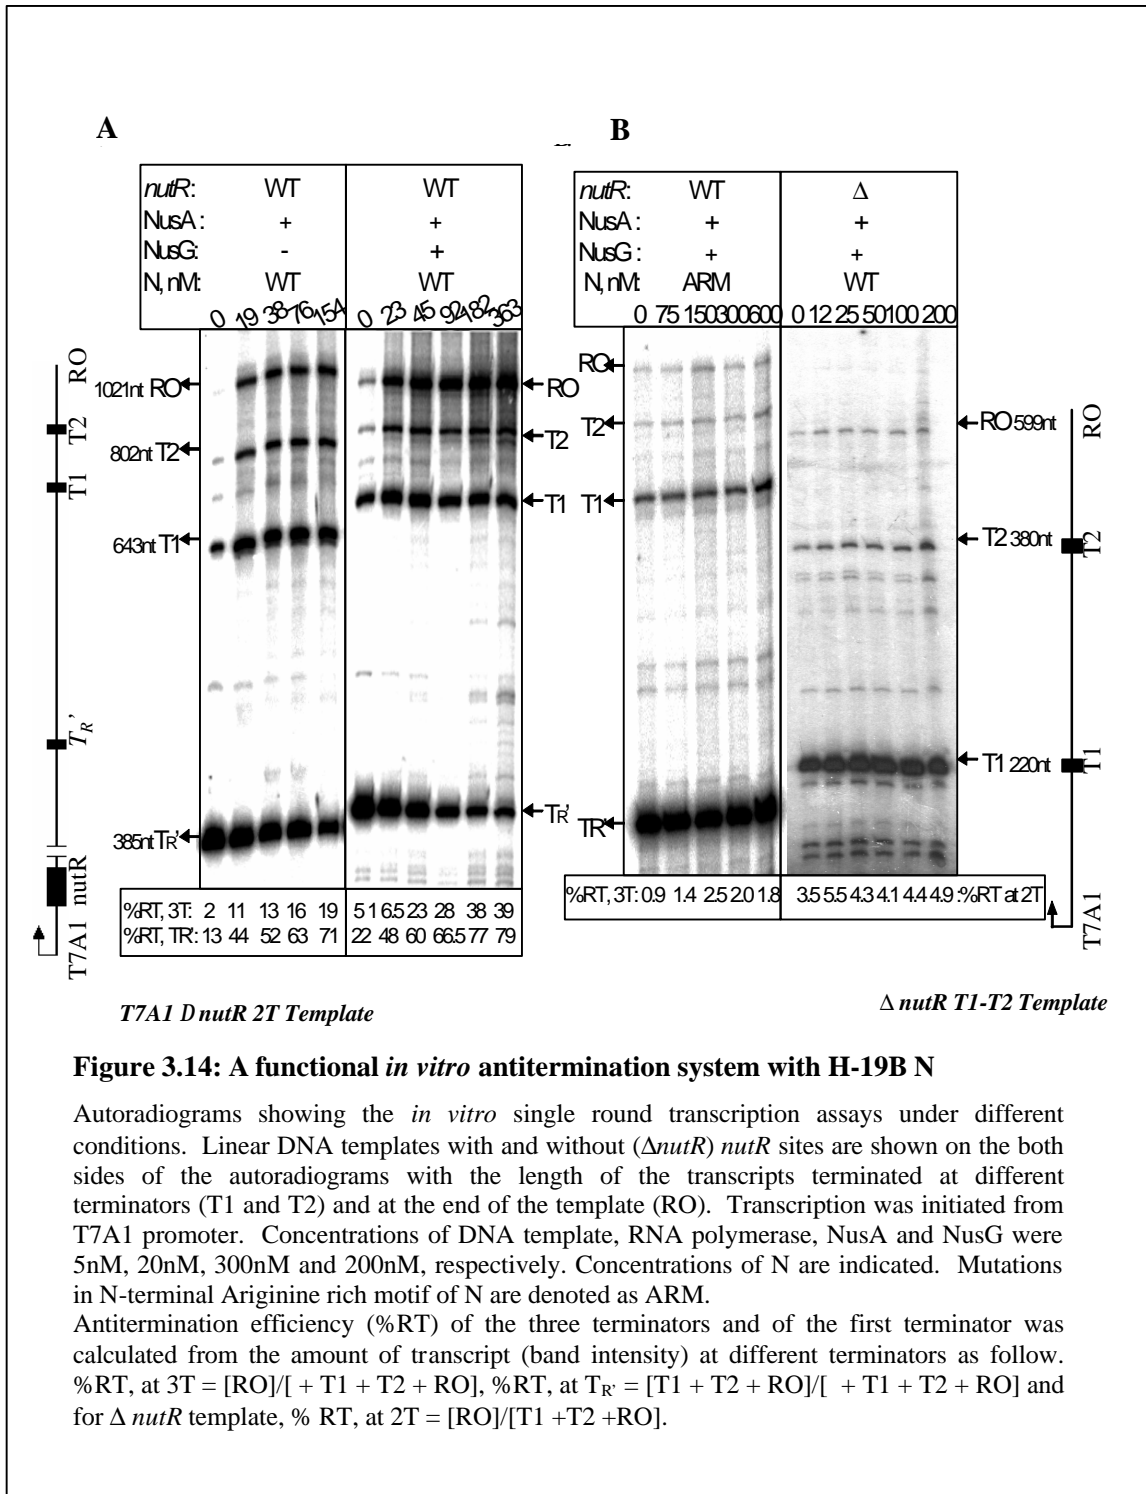 A
B
nutR: WT WT
NusA: + +
NusG: - +
N, nM: WT WT
0 19 38 76 154 0 23 45 92 182 363
nutR: WT Δ
NusA: + +
NusG: + +
N, nM: ARM WT
0 75 150 300 600 0 12 25 50 100 200
RO
T2
T1
TR'
nutR
T7A1
1021nt RO
802nt T2
643nt T1
385nt TR'
RO
T2
T1
TR'
RO
T2
T1
TR'
RO 599nt
T2 380nt
T1 220nt
RO
T2
T1
T7A1
%RT, 3T: 2 11 13 16 19 5 16.5 23 28 38 39
%RT, TR': 13 44 52 63 71 22 48 60 66.5 77 79
%RT, 3T: 0.9 1.4 2.5 2.0 1.8 3.5 5.5 4.3 4.1 4.4 4.9 :%RT at 2T
T7A1 D nutR 2T Template
Δ nutR T1-T2 Template
Figure 3.14: A functional in vitro antitermination system with H-19B N
Autoradiograms showing the in vitro single round transcription assays under different
conditions. Linear DNA templates with and without (ΔnutR) nutR sites are shown on the both
sides of the autoradiograms with the length of the transcripts terminated at different
terminators (T1 and T2) and at the end of the template (RO). Transcription was initiated from
T7A1 promoter. Concentrations of DNA template, RNA polymerase, NusA and NusG were
5nM, 20nM, 300nM and 200nM, respectively. Concentrations of N are indicated. Mutations
in N-terminal Ariginine rich motif of N are denoted as ARM.
Antitermination efficiency (%RT) of the three terminators and of the first terminator was
calculated from the amount of transcript (band intensity) at different terminators as follow.
%RT, at 3T = [RO]/[ + T1 + T2 + RO], %RT, at TR' = [T1 + T2 + RO]/[ + T1 + T2 + RO] and
for Δ nutR template, % RT, at 2T = [RO]/[T1 +T2 +RO].